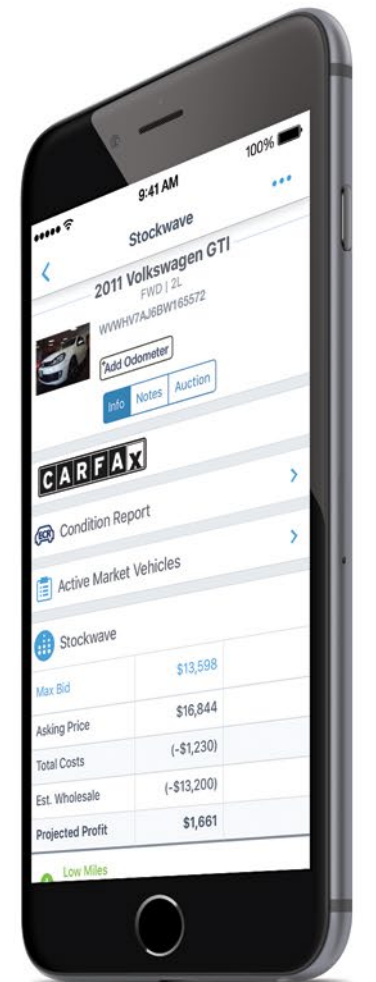 9:41 AM 100%
Stockwave
2011 Volkswagen GTI
FWD | 2L
WVWHV7AJ6BW165572
*Add Odometer
Info Notes Auction
CARFAX
ECR Condition Report
Active Market Vehicles
Stockwave
Max Bid $13,598
Asking Price $16,844
Total Costs (-$1,230)
Est. Wholesale (-$13,200)
Projected Profit $1,661
Low Miles